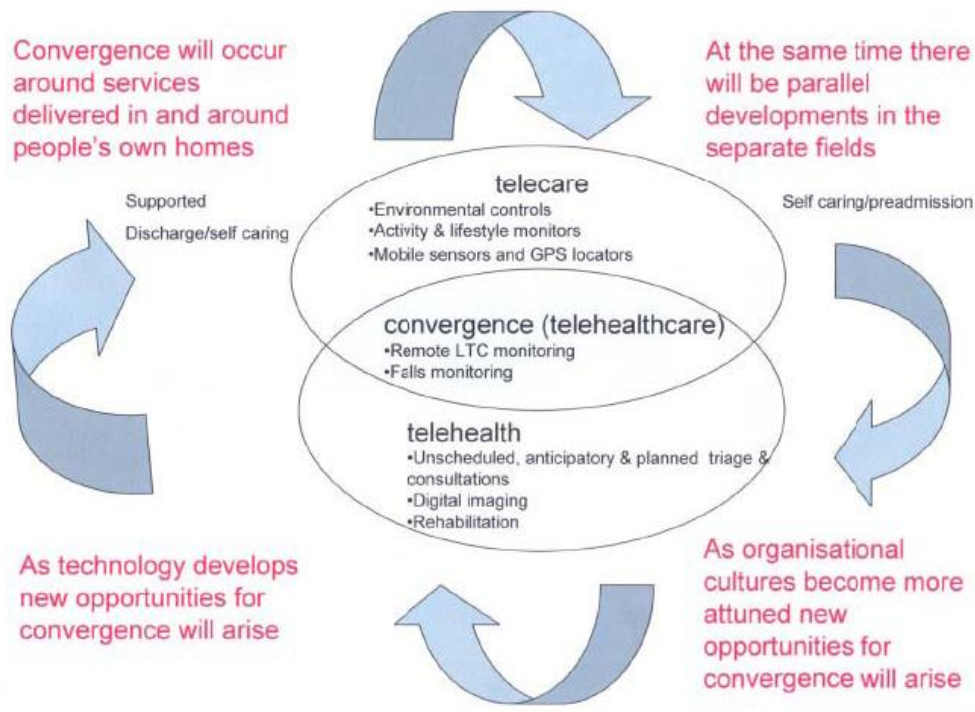 Convergence will occur
around services
delivered in and around
people's own homes
At the same time there
will be parallel
developments in the
separate fields
Supported
Discharge/self caring
Self caring/preadmission
telecare
•Environmental controls
•Activity & lifestyle monitors
•Mobile sensors and GPS locators
convergence (telehealthcare)
•Remote LTC monitoring
•Falls monitoring
telehealth
•Unscheduled, anticipatory & planned triage &
consultations
•Digital imaging
•Rehabilitation
As technology develops
new opportunities for
convergence will arise
As organisational
cultures become more
attuned new
opportunities for
convergence will arise